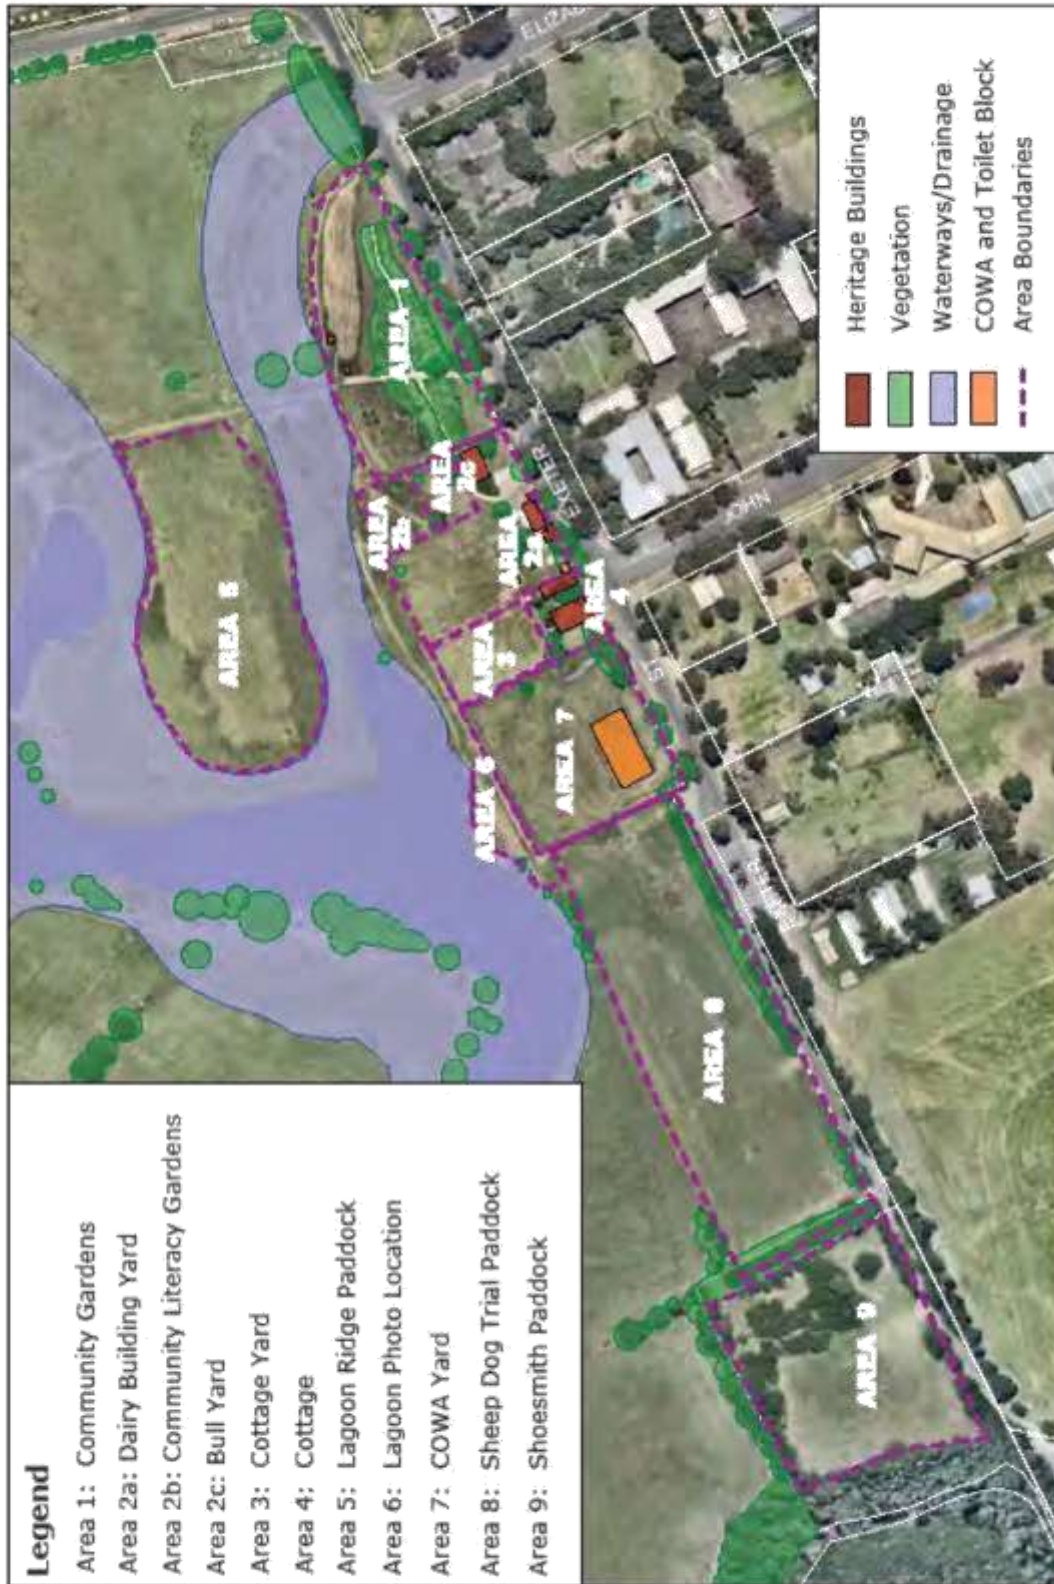 Legend
Area 1: Community Gardens
Area 2a: Dairy Building Yard
Area 2b: Community Literacy Gardens
Area 2c: Bull Yard
Area 3: Cottage Yard
Area 4: Cottage
Area 5: Lagoon Ridge Paddock
Area 6: Lagoon Photo Location
Area 7: COWA Yard
Area 8: Sheep Dog Trial Paddock
Area 9: Shoesmith Paddock
AREA 5
AREA 1
AREA
2b
AREA
2c
AREA
2a
AREA
3
AREA
4
AREA 6
AREA 7
AREA 8
AREA 9
EXETER
ST
JOHN
Heritage Buildings
Vegetation
Waterways/Drainage
COWA and Toilet Block
Area Boundaries